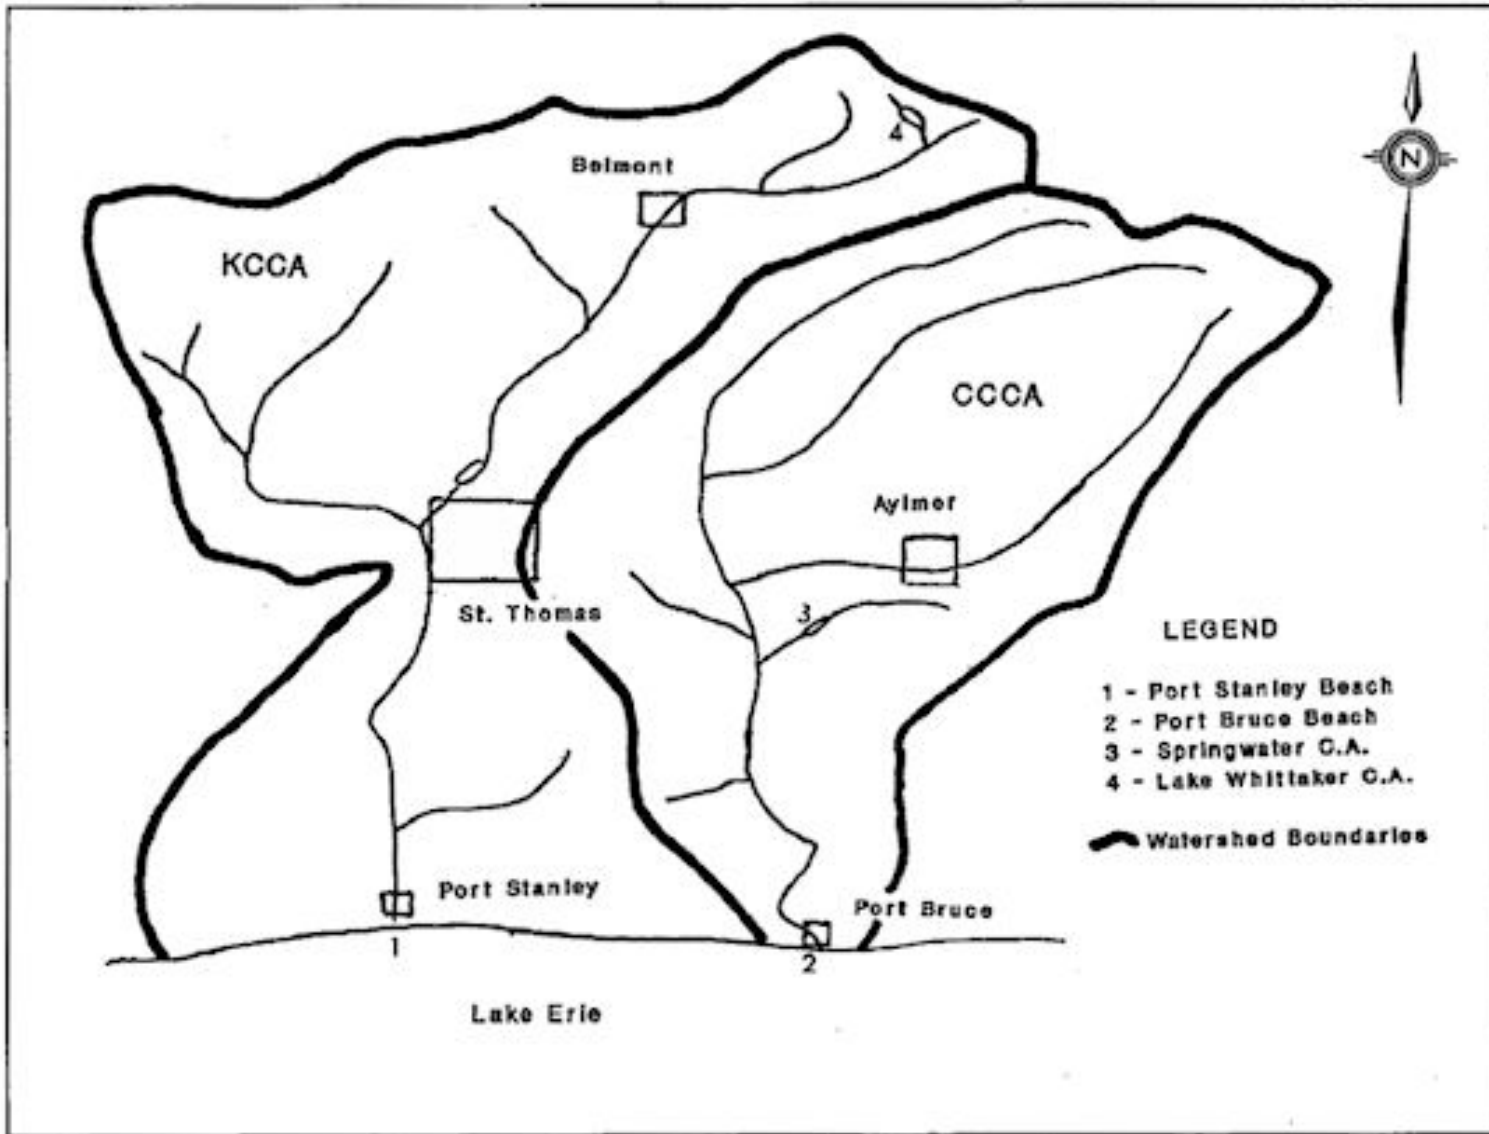 4
Belmont
N
KCCA
CCCA
Aylmer
St. Thomas
3
LEGEND
1 - Port Stanley Beach
2 - Port Bruce Beach
3 - Springwater C.A.
4 - Lake Whittaker C.A.
Watershed Boundaries
Port Stanley
Port Bruce
1
2
Lake Erie